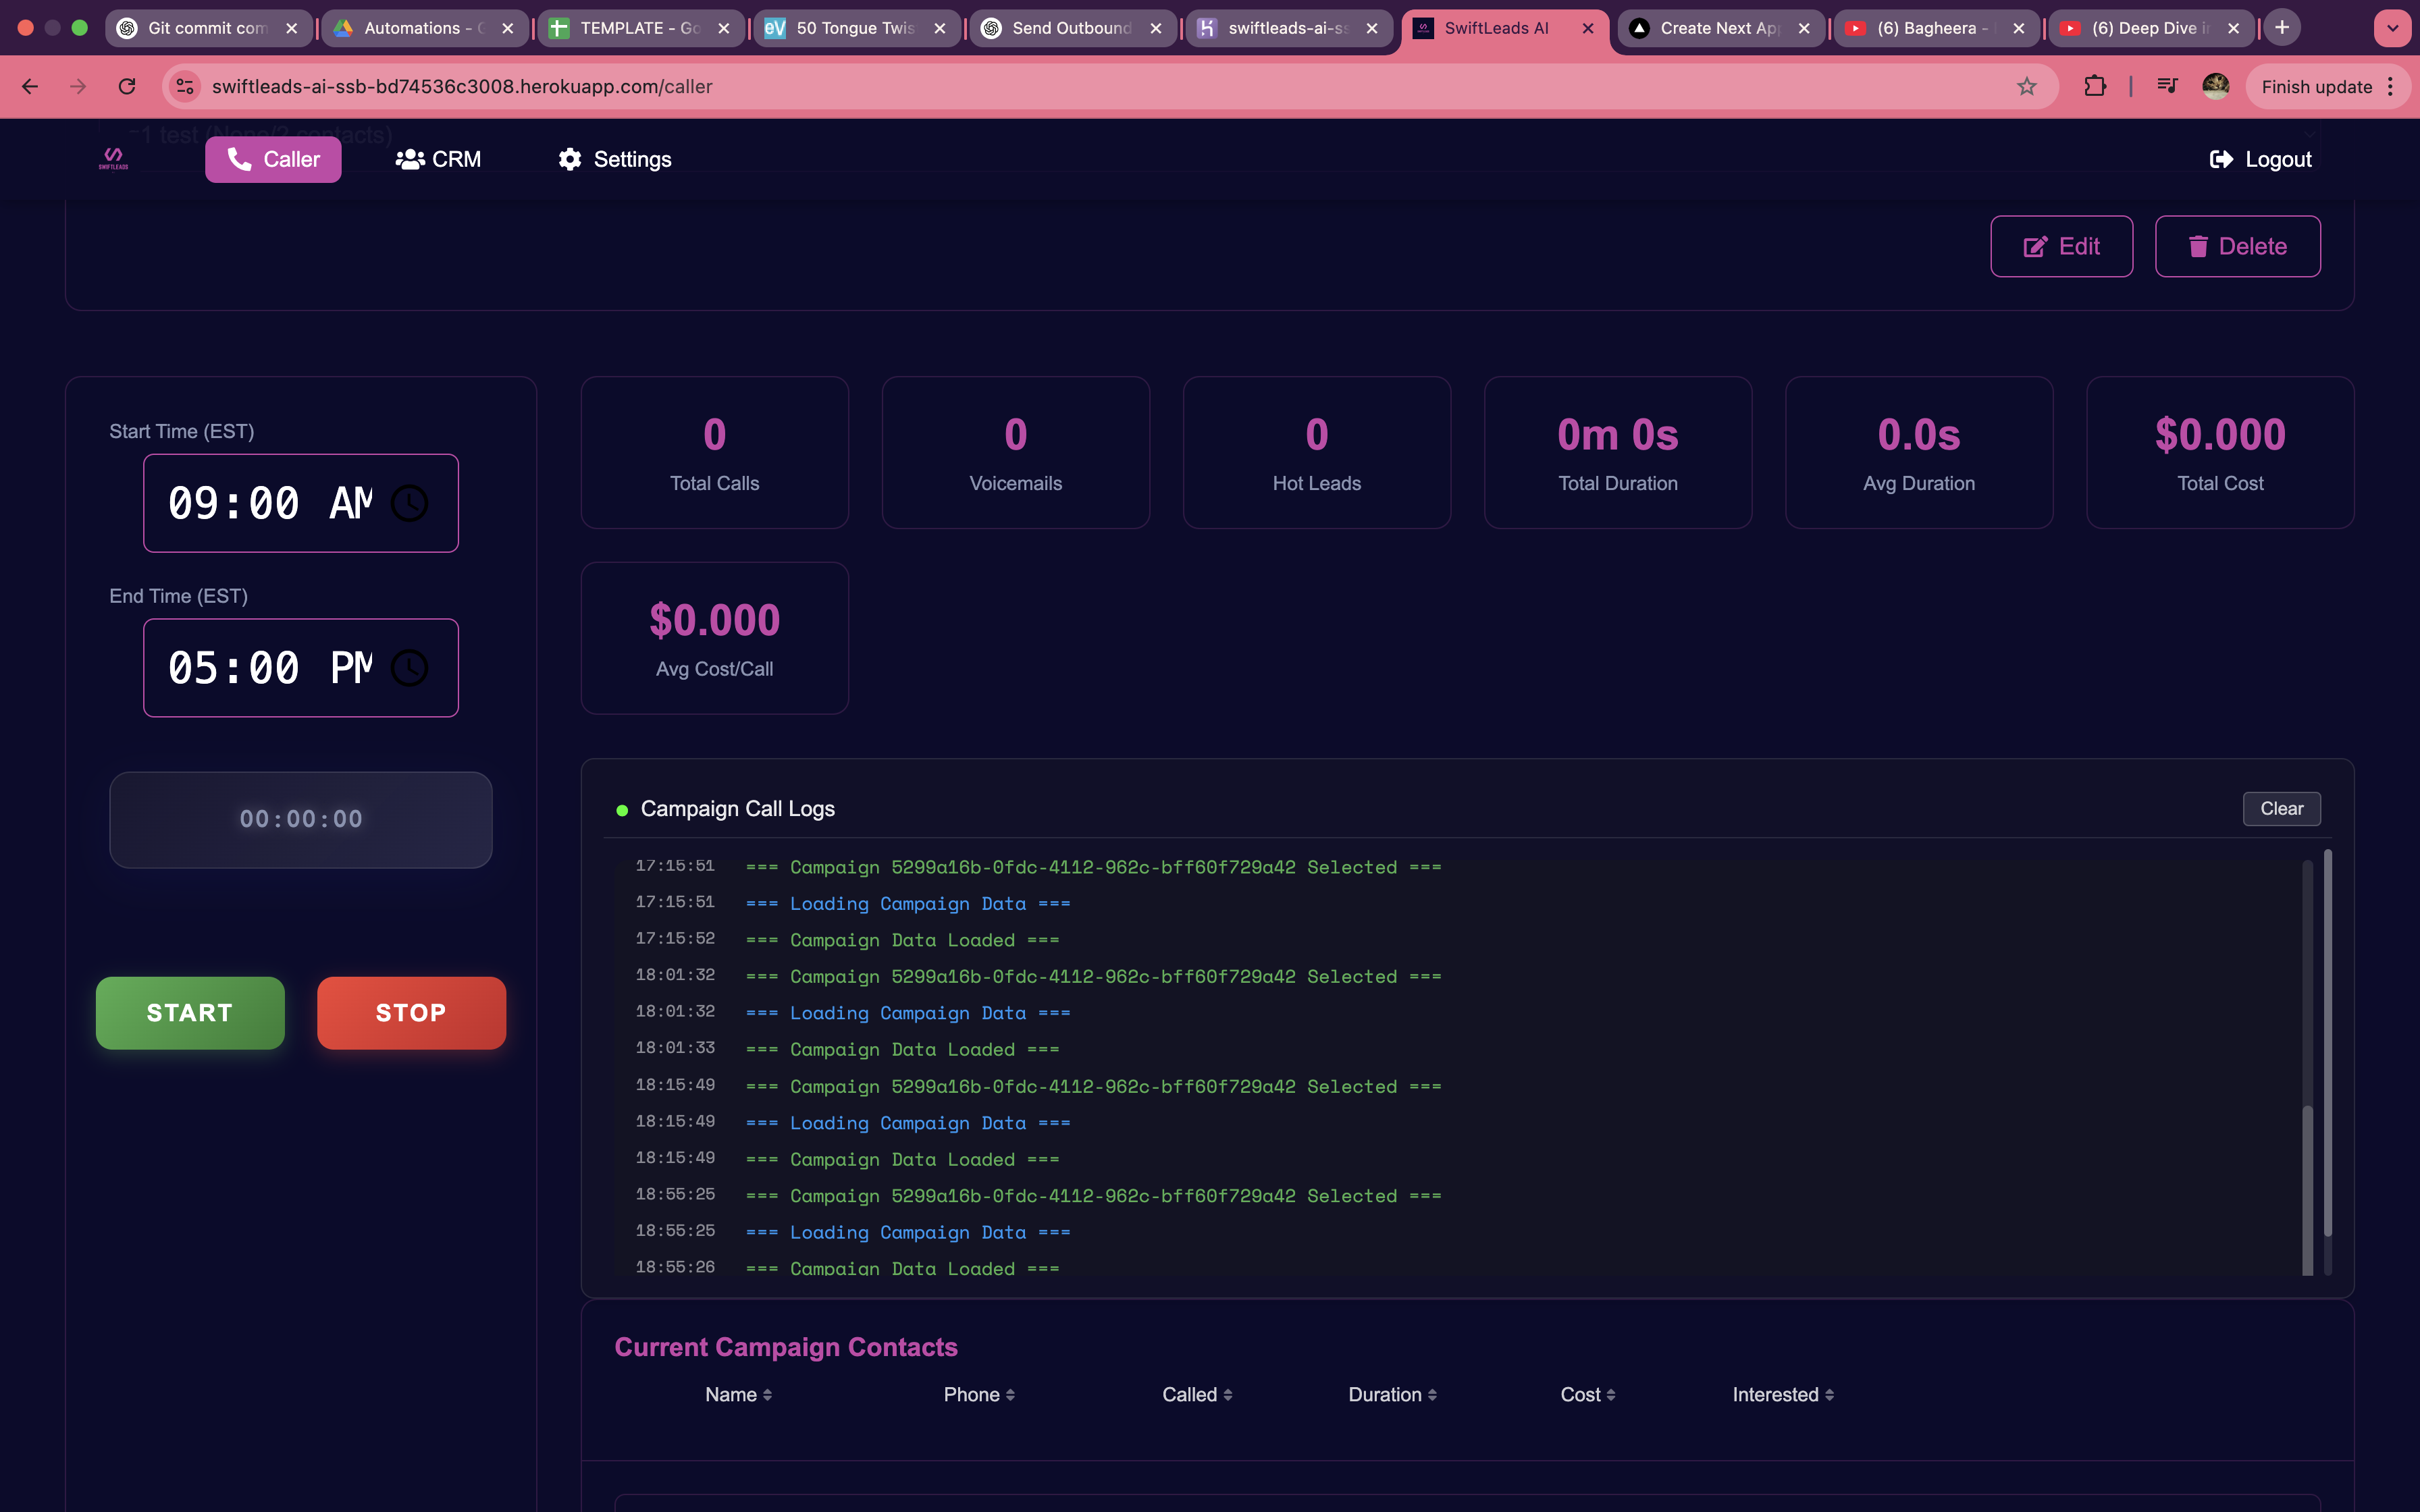 Git commit com
Automations - G
TEMPLATE - Go
eV 50 Tongue Twis
Send Outbound
swiftleads-ai-ss
SwiftLeads AI
Create Next App
(6) Bagheera -
(6) Deep Dive i
swiftleads-ai-ssb-bd74536c3008.herokuapp.com/caller
Finish update
~1 test (None/2 contacts)
SWIFTLEADS
Caller
CRM
Settings
Logout
Edit
Delete
Start Time (EST)
09:00 AM
End Time (EST)
05:00 PM
00:00:00
START
STOP
0
Total Calls
0
Voicemails
0
Hot Leads
0m 0s
Total Duration
0.0s
Avg Duration
$0.000
Total Cost
$0.000
Avg Cost/Call
Campaign Call Logs
Clear
17:15:51 === Campaign 5299a16b-0fdc-4112-962c-bff60f729a42 Selected ===
17:15:51 === Loading Campaign Data ===
17:15:52 === Campaign Data Loaded ===
18:01:32 === Campaign 5299a16b-0fdc-4112-962c-bff60f729a42 Selected ===
18:01:32 === Loading Campaign Data ===
18:01:33 === Campaign Data Loaded ===
18:15:49 === Campaign 5299a16b-0fdc-4112-962c-bff60f729a42 Selected ===
18:15:49 === Loading Campaign Data ===
18:15:49 === Campaign Data Loaded ===
18:55:25 === Campaign 5299a16b-0fdc-4112-962c-bff60f729a42 Selected ===
18:55:25 === Loading Campaign Data ===
18:55:26 === Campaign Data Loaded ===
Current Campaign Contacts
Name Phone Called Duration Cost Interested